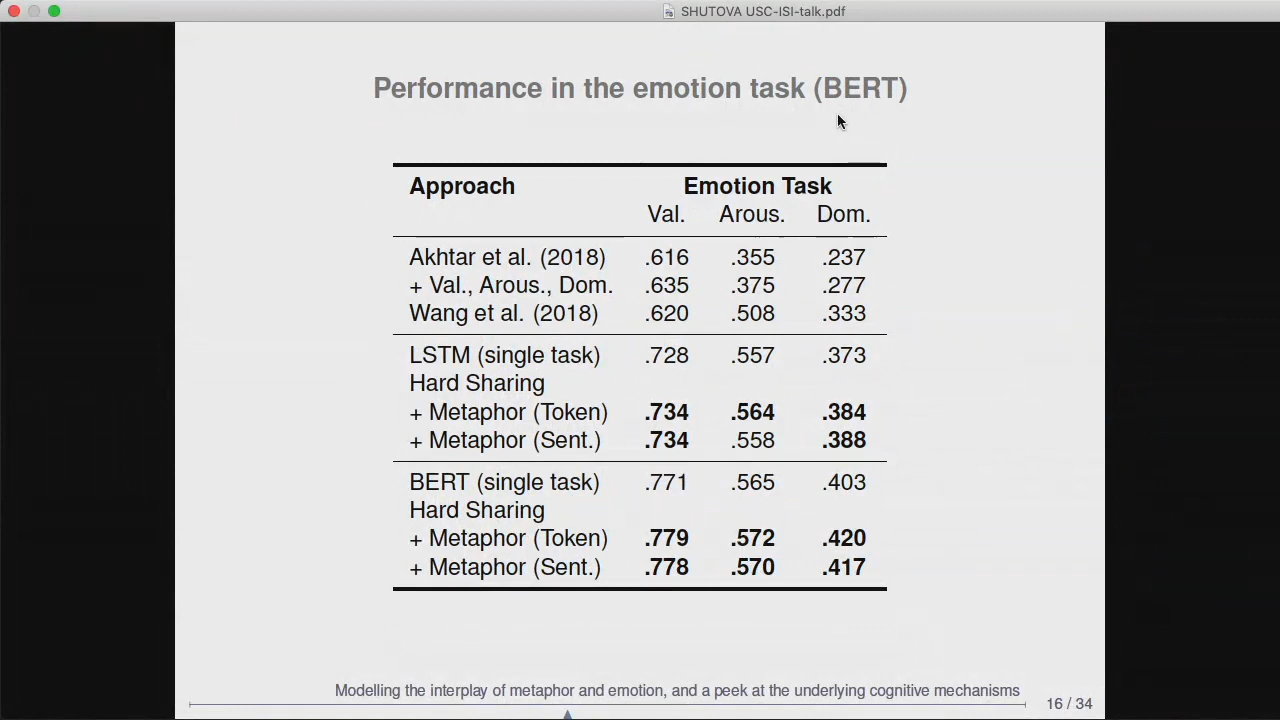 SHUTOVA USC-ISI-talk.pdf
Performance in the emotion task (BERT)
Approach Emotion Task
Val. Arous. Dom.
Akhtar et al. (2018) .616 .355 .237
+ Val., Arous., Dom. .635 .375 .277
Wang et al. (2018) .620 .508 .333
LSTM (single task) .728 .557 .373
Hard Sharing
+ Metaphor (Token) .734 .564 .384
+ Metaphor (Sent.) .734 .558 .388
BERT (single task) .771 .565 .403
Hard Sharing
+ Metaphor (Token) .779 .572 .420
+ Metaphor (Sent.) .778 .570 .417
Modelling the interplay of metaphor and emotion, and a peek at the underlying cognitive mechanisms
16 / 34